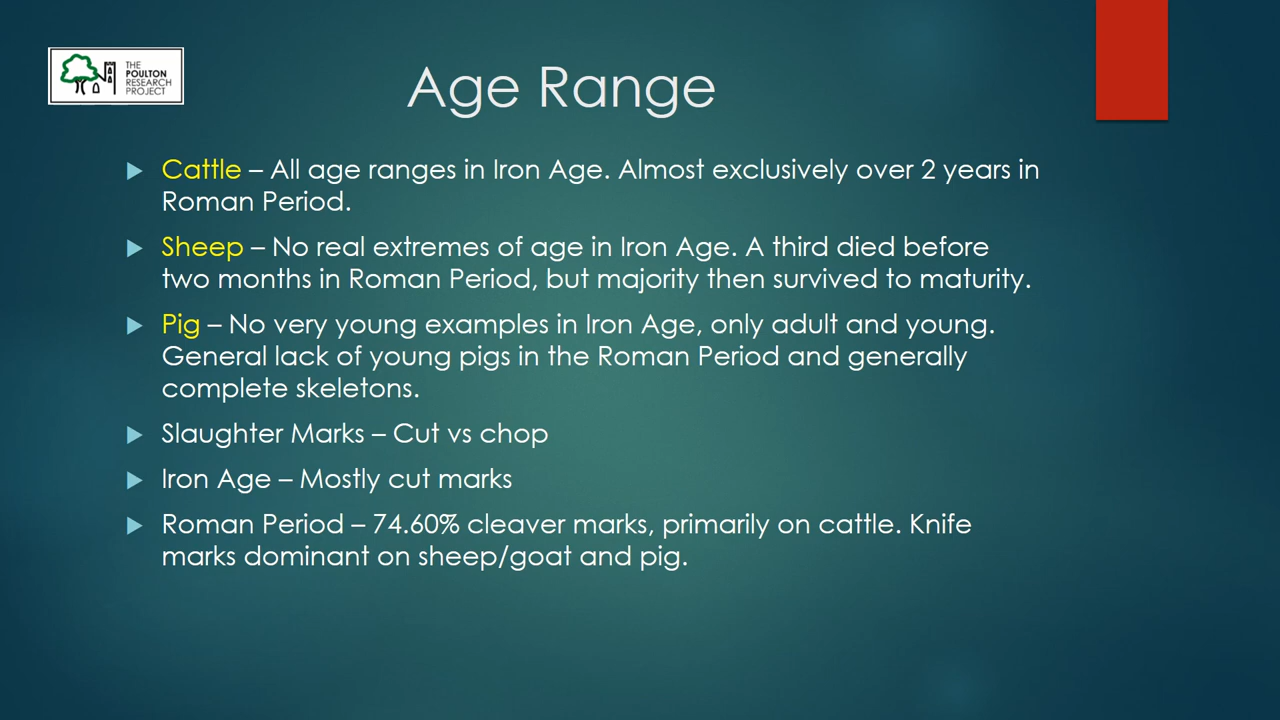 THE
POULTON
RESEARCH
PROJECT
Age Range
Cattle – All age ranges in Iron Age. Almost exclusively over 2 years in
Roman Period.
Sheep – No real extremes of age in Iron Age. A third died before
two months in Roman Period, but majority then survived to maturity.
Pig – No very young examples in Iron Age, only adult and young.
General lack of young pigs in the Roman Period and generally
complete skeletons.
Slaughter Marks – Cut vs chop
Iron Age – Mostly cut marks
Roman Period – 74.60% cleaver marks, primarily on cattle. Knife
marks dominant on sheep/goat and pig.